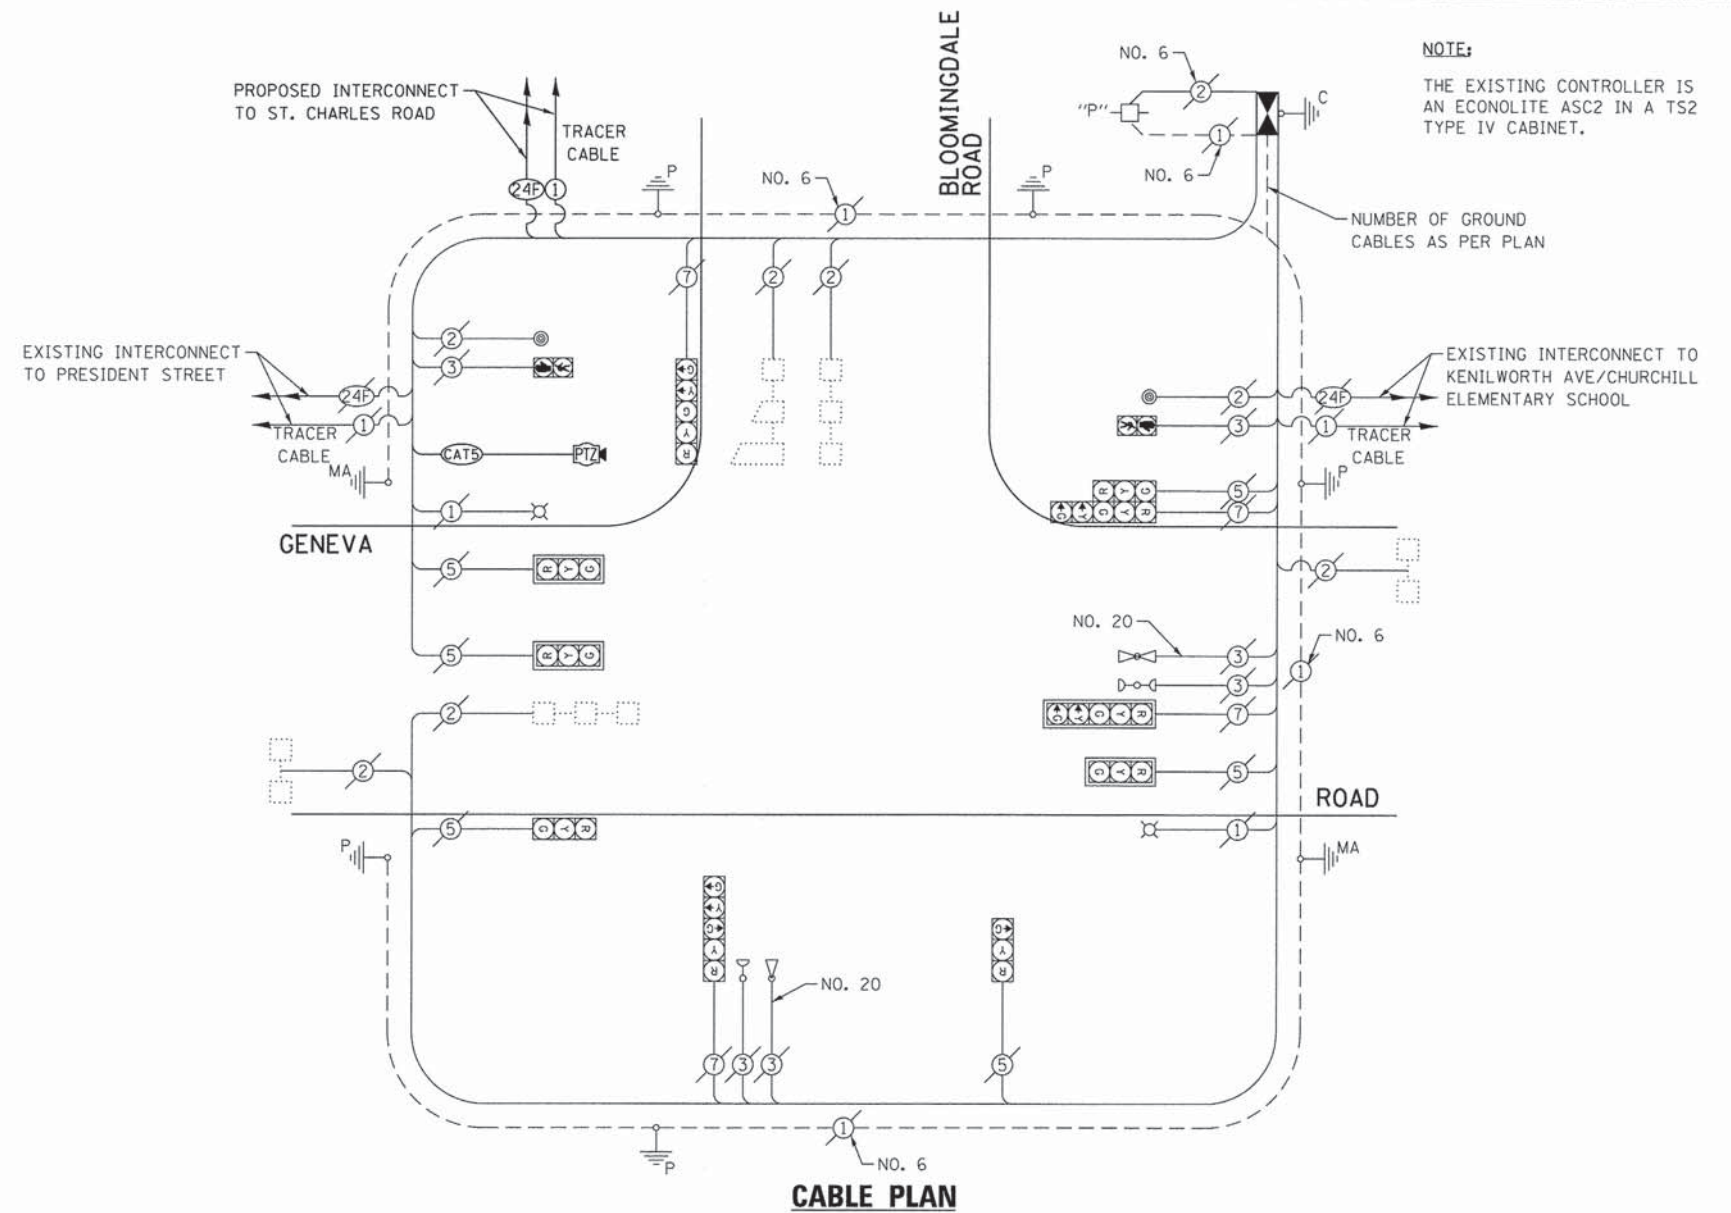 BLOOMINGDALE
ROAD
NO. 6
2
"P"
1
NO. 6
C
NOTE:
THE EXISTING CONTROLLER IS
AN ECONOLITE ASC2 IN A TS2
TYPE IV CABINET.
PROPOSED INTERCONNECT
TO ST. CHARLES ROAD
TRACER
CABLE
24F
1
P
NO. 6
1
P
NUMBER OF GROUND
CABLES AS PER PLAN
7
2
2
G
Y
G
Y
R
2
3
EXISTING INTERCONNECT
TO PRESIDENT STREET
24F
1
TRACER
CABLE
MA
CAT5
PTZ
1
GENEVA
5
R Y G
5
R Y G
2
2
5
G Y R
P
2
3
24F
1
EXISTING INTERCONNECT TO
KENILWORTH AVE/CHURCHILL
ELEMENTARY SCHOOL
TRACER
CABLE
P
R Y G
5
G Y G Y R
7
2
NO. 20
3
3
NO. 6
1
G Y G Y R
7
G Y R
5
ROAD
1
MA
G
Y
G
Y
R
7
3
3
NO. 20
G
Y
R
5
P
1
NO. 6
CABLE PLAN